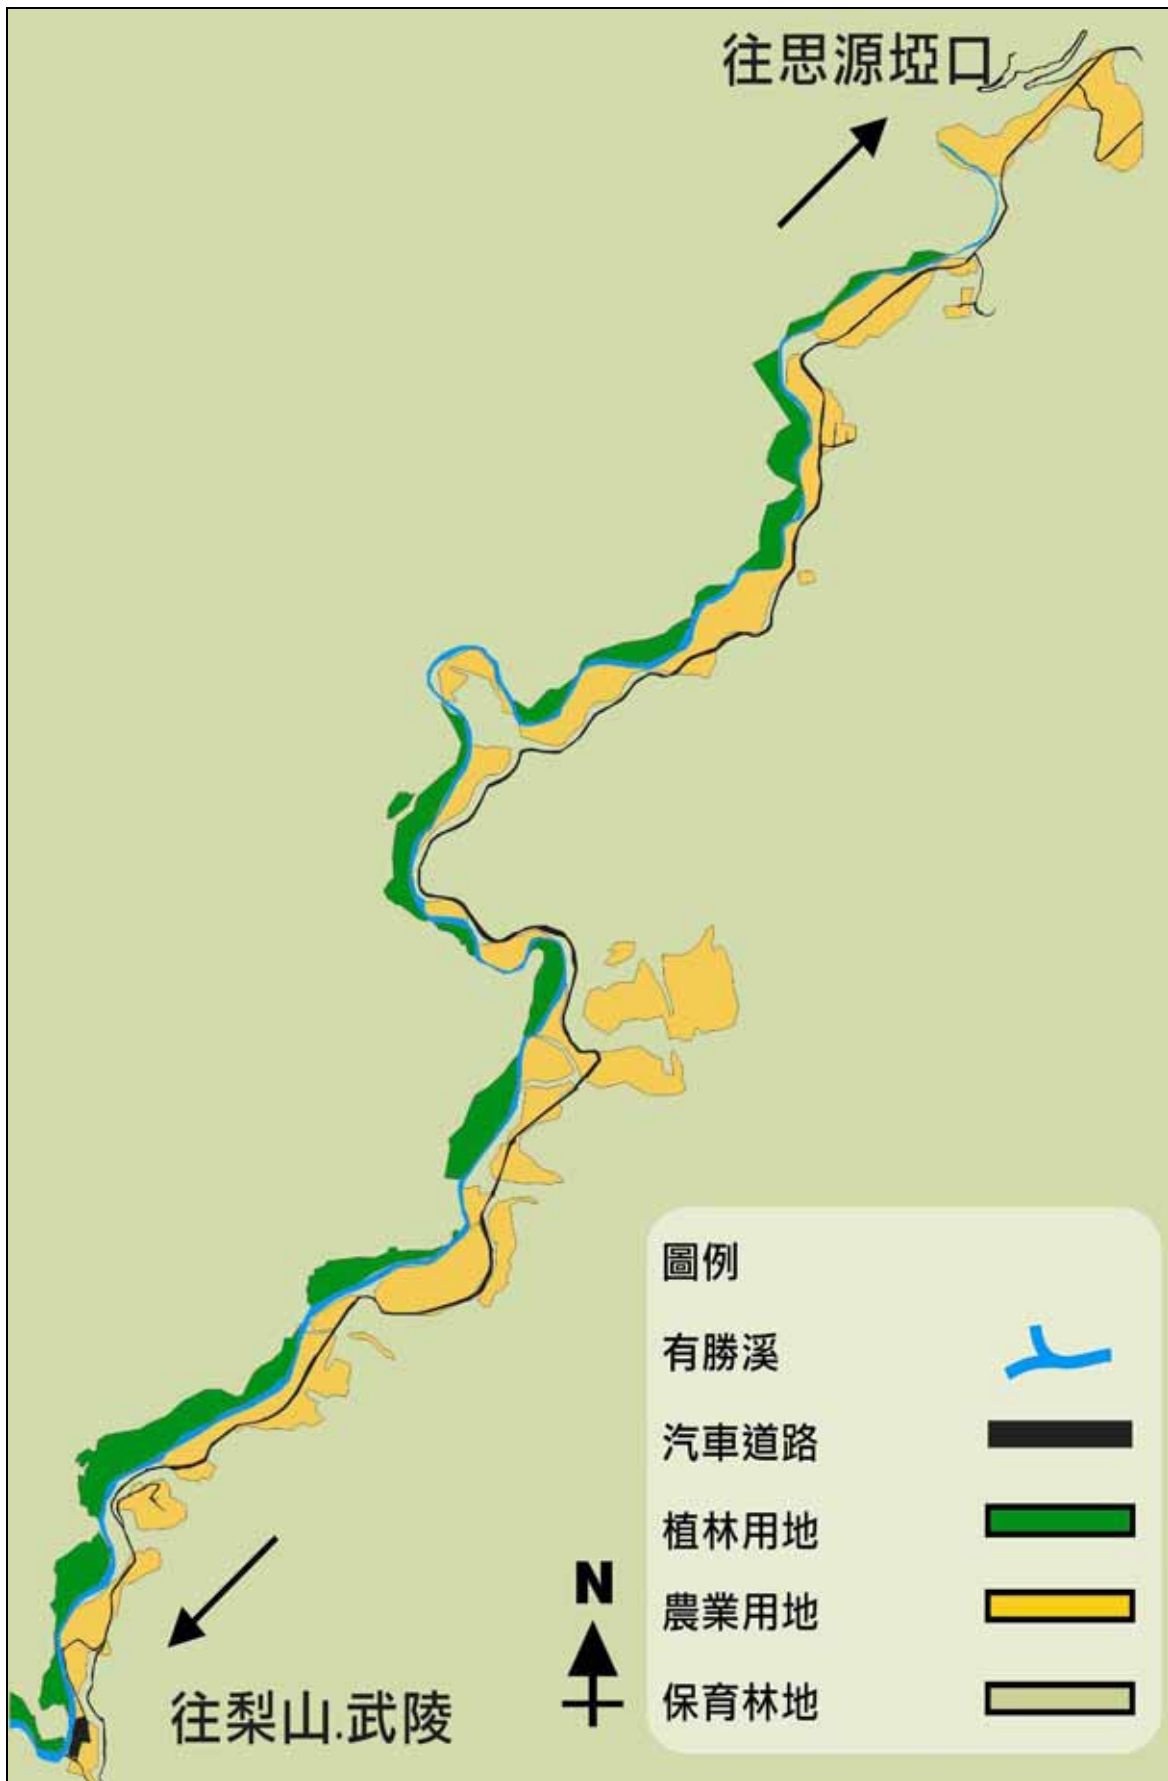 往思源埡口
圖例
有勝溪
汽車道路
植林用地
農業用地
保育林地
N
往梨山.武陵